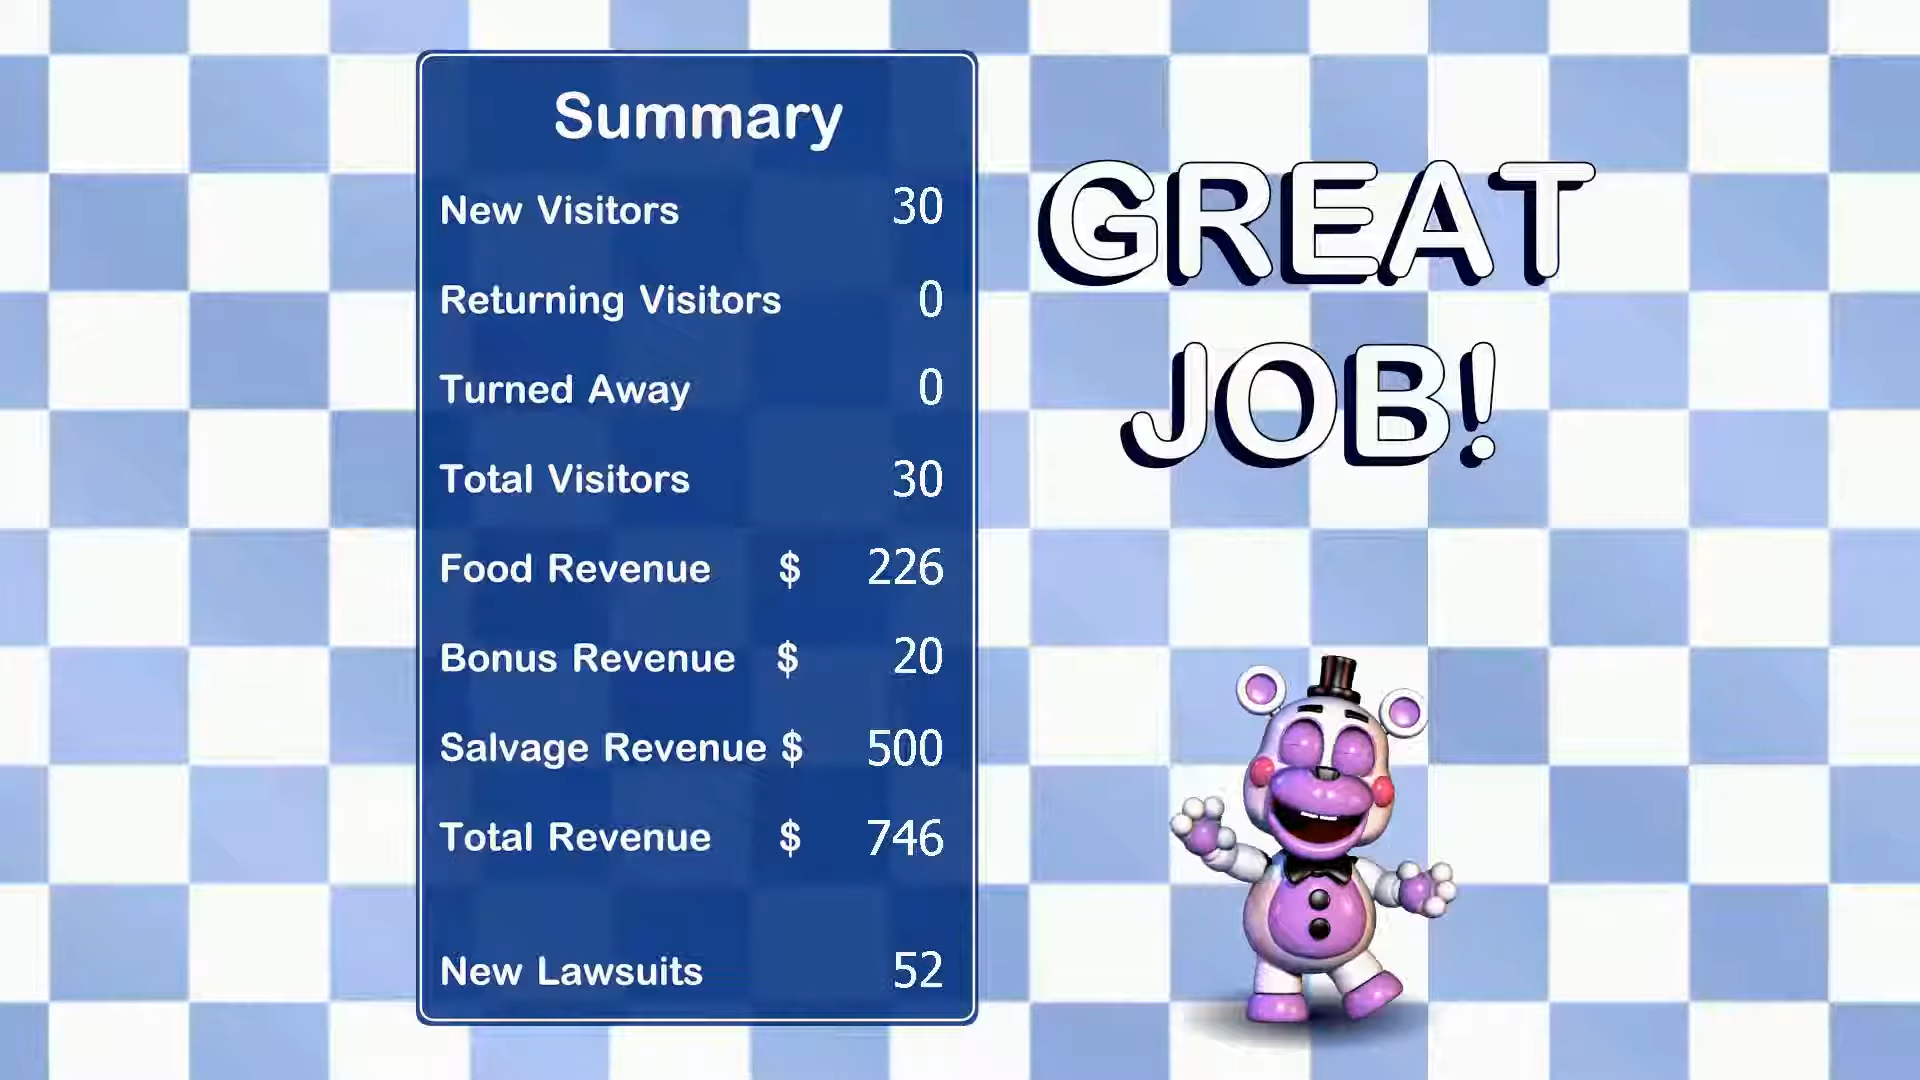 Summary
New Visitors 30
Returning Visitors 0
Turned Away 0
Total Visitors 30
Food Revenue $ 226
Bonus Revenue $ 20
Salvage Revenue $ 500
Total Revenue $ 746
New Lawsuits 52
GREAT
JOB!